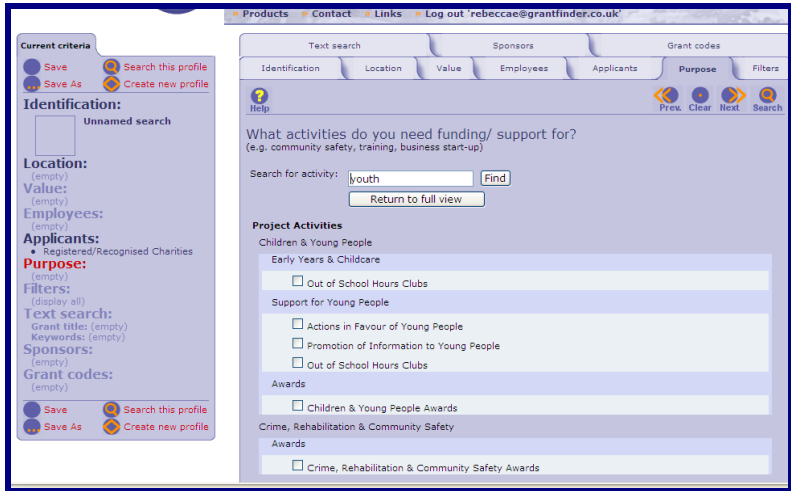 » Products » Contact » Links » Log out 'rebeccae@grantfinder.co.uk'
Current criteria
Save Search this profile
Save As Create new profile
Identification:
Unnamed search
Location:
(empty)
Value:
(empty)
Employees:
(empty)
Applicants:
• Registered/Recognised Charities
Purpose:
(empty)
Filters:
(display all)
Text search:
Grant title: (empty)
Keywords: (empty)
Sponsors:
(empty)
Grant codes:
(empty)
Save Search this profile
Save As Create new profile
Text search Sponsors Grant codes
Identification Location Value Employees Applicants Purpose Filters
? Help Prev. Clear Next Search
What activities do you need funding/ support for?
(e.g. community safety, training, business start-up)
Search for activity: youth Find
Return to full view
Project Activities
Children & Young People
Early Years & Childcare
Out of School Hours Clubs
Support for Young People
Actions in Favour of Young People
Promotion of Information to Young People
Out of School Hours Clubs
Awards
Children & Young People Awards
Crime, Rehabilitation & Community Safety
Awards
Crime, Rehabilitation & Community Safety Awards